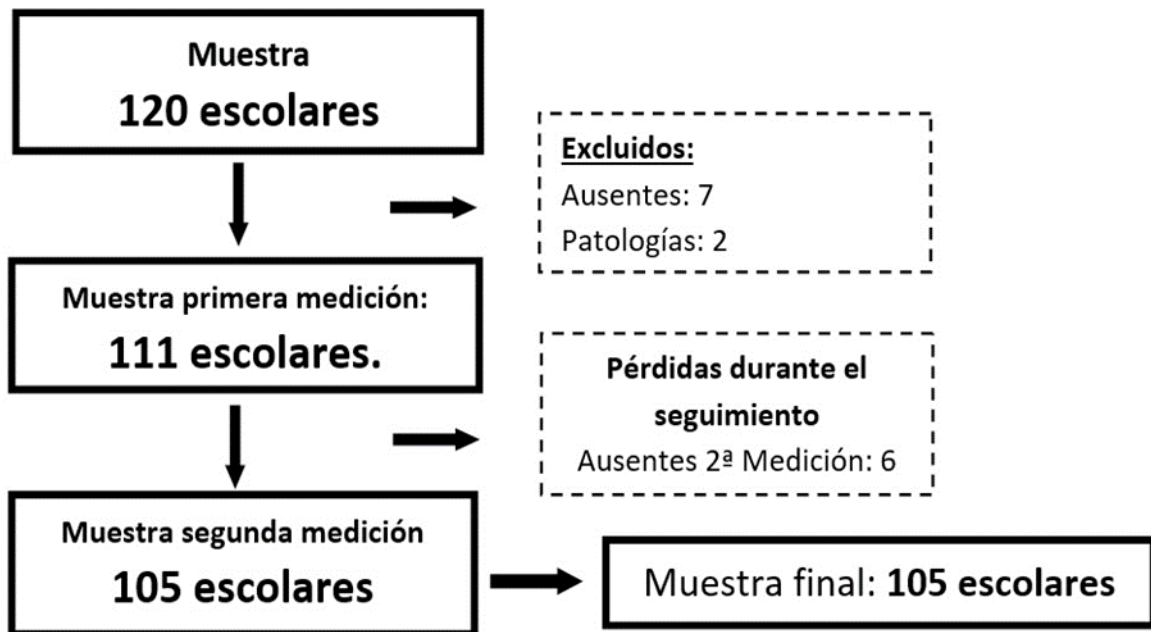 Muestra
120 escolares
Excluidos:
Ausentes: 7
Patologías: 2
Muestra primera medición:
111 escolares.
Pérdidas durante el
seguimiento
Ausentes 2ª Medición: 6
Muestra segunda medición
105 escolares
Muestra final: 105 escolares